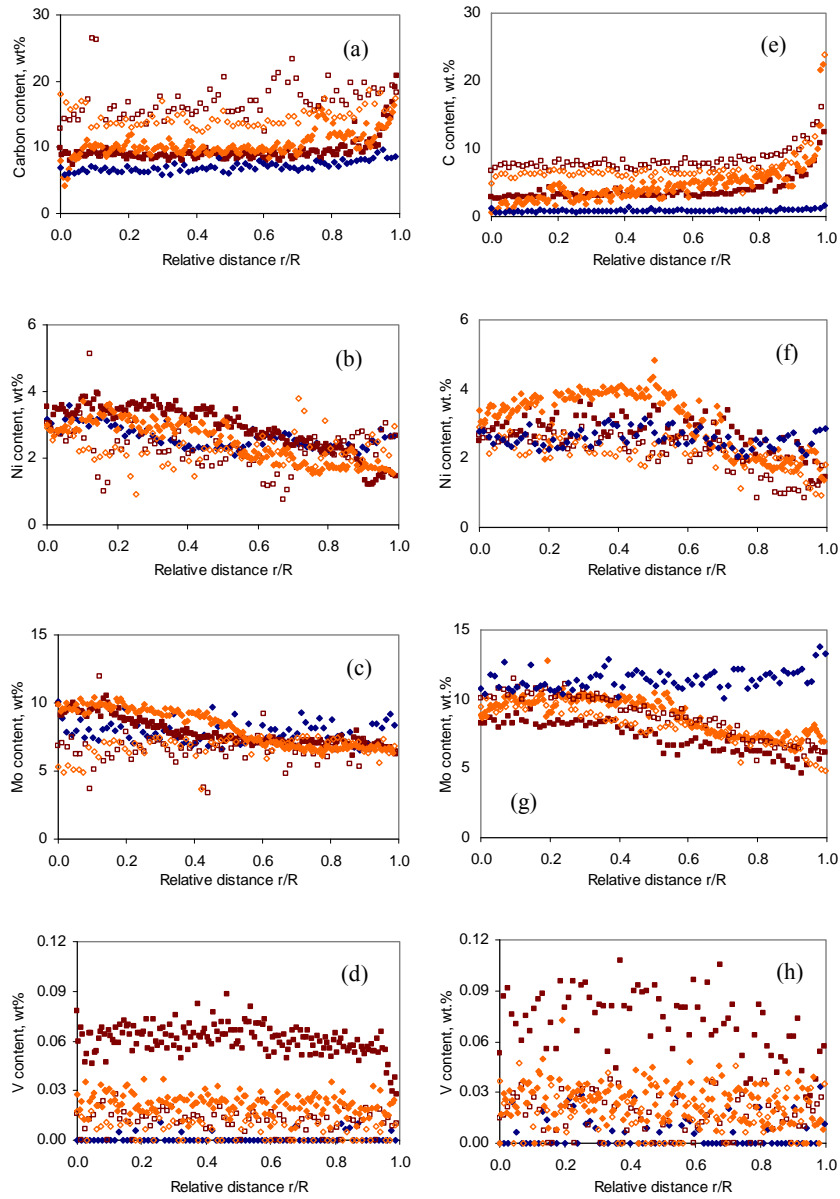 30
20
10
0
Carbon content, wt%
(a)
0.0 0.2 0.4 0.6 0.8 1.0
Relative distance r/R
30
20
10
0
C content, wt.%
(e)
0.0 0.2 0.4 0.6 0.8 1.0
Relative distance r/R
6
4
2
0
Ni content, wt%
(b)
0.0 0.2 0.4 0.6 0.8 1.0
Relative distance r/R
6
4
2
0
Ni content, wt.%
(f)
0.0 0.2 0.4 0.6 0.8 1.0
Relative distance r/R
15
10
5
0
Mo content, wt%
(c)
0.0 0.2 0.4 0.6 0.8 1.0
Relative distance r/R
15
10
5
0
Mo content, wt.%
(g)
0.0 0.2 0.4 0.6 0.8 1.0
Relative distance r/R
0.12
0.09
0.06
0.03
0.00
V content, wt%
(d)
0.0 0.2 0.4 0.6 0.8 1.0
Relative distance r/R
0.12
0.09
0.06
0.03
0.00
V content, wt.%
(h)
0.0 0.2 0.4 0.6 0.8 1.0
Relative distance r/R